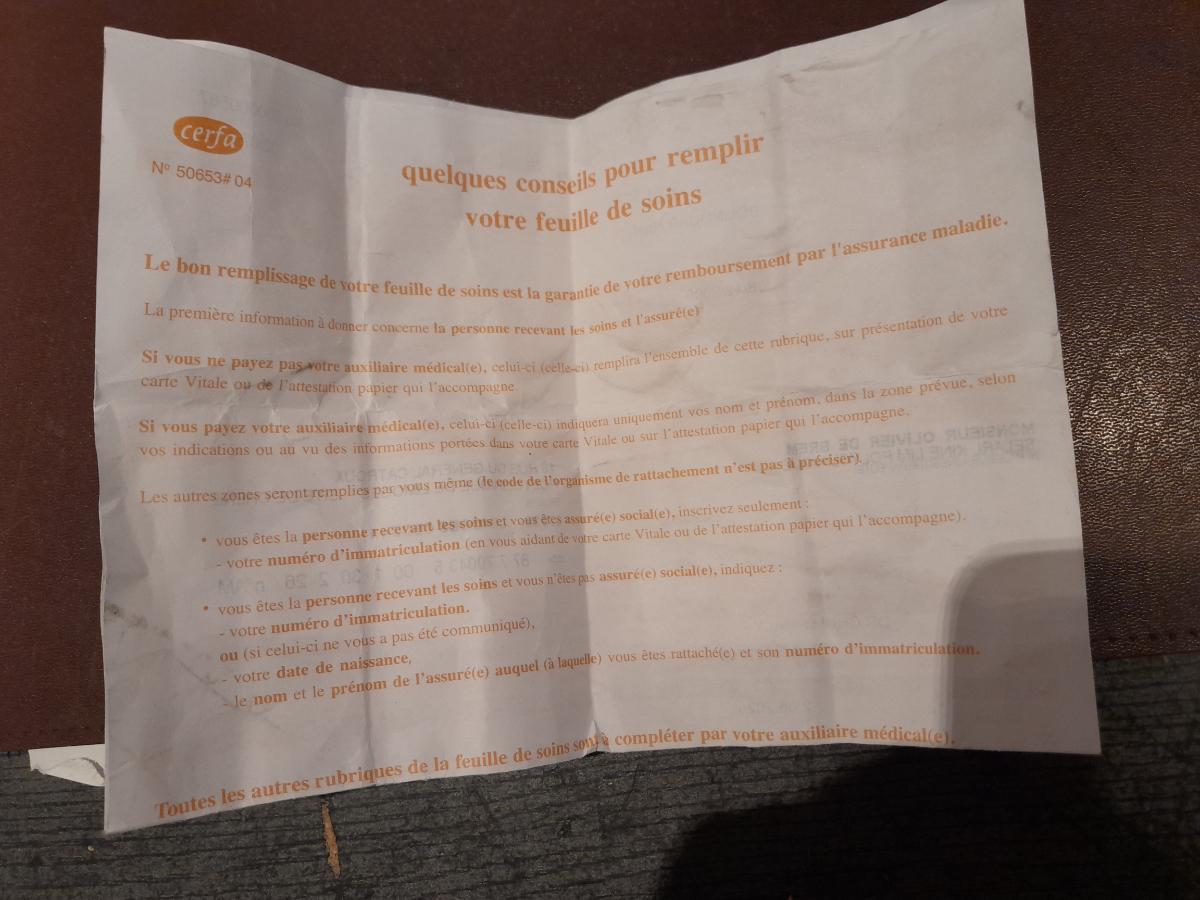 cerfa
N° 50653# 04
quelques conseils pour remplir
votre feuille de soins
Le bon remplissage de votre feuille de soins est la garantie de votre remboursement par l'assurance maladie.
La première information à donner concerne la personne recevant les soins et l'assuré(e)
Si vous ne payez pas votre auxiliaire médical(e), celui-ci (celle-ci) remplira l'ensemble de cette rubrique, sur présentation de votre
carte Vitale ou de l'attestation papier qui l'accompagne.
Si vous payez votre auxiliaire médical(e), celui-ci (celle-ci) indiquera uniquement vos nom et prénom, dans la zone prévue, selon
vos indications ou au vu des informations portées dans votre carte Vitale ou sur l'attestation papier qui l'accompagne.
Les autres zones seront remplies par vous même (le code de l'organisme de rattachement n'est pas à préciser)
• vous êtes la personne recevant les soins et vous êtes assuré(e) social(e), inscrivez seulement :
- votre numéro d'immatriculation (en vous aidant de votre carte Vitale ou de l'attestation papier qui l'accompagne).
• vous êtes la personne recevant les soins et vous n'êtes pas assuré(e) social(e), indiquez :
- votre numéro d'immatriculation.
ou (si celui-ci ne vous a pas été communiqué),
- votre date de naissance,
- le nom et le prénom de l'assuré(e) auquel (à laquelle) vous êtes rattaché(e) et son numéro d'immatriculation.
Toutes les autres rubriques de la feuille de soins sont à compléter par votre auxiliaire médical(e).